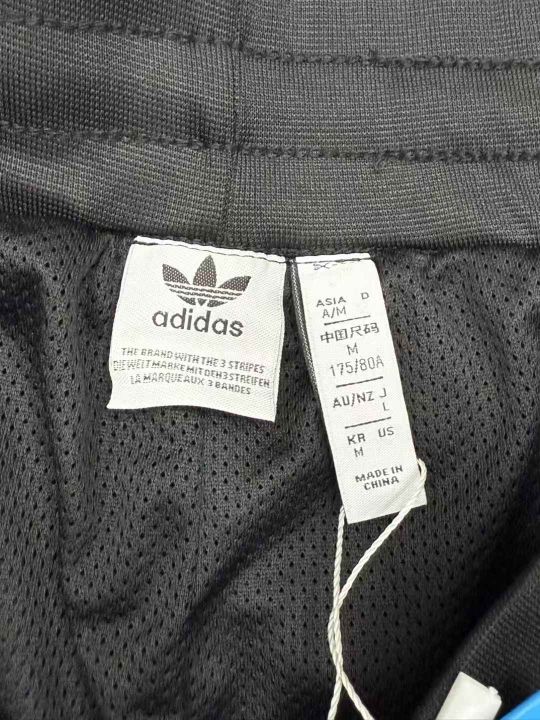 adidas
THE BRAND WITH THE 3 STRIPES
DIE WELTMARKE MIT DEN 3 STREIFEN
LA MARQUE AUX 3 BANDES
ASIA D
A/M
中国尺码
M
175/80A
AU/NZ J
L
KR US
M
MADE IN
CHINA